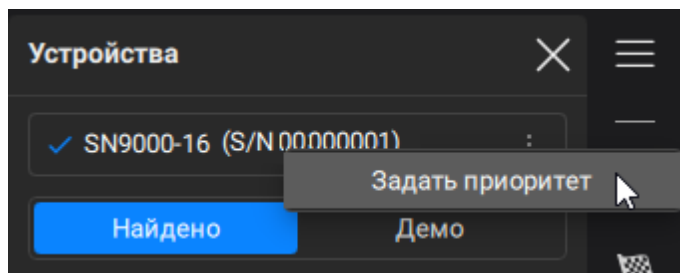 Устройства
SN9000-16 (S/N 00000001)
Задать приоритет
Найдено
Демо